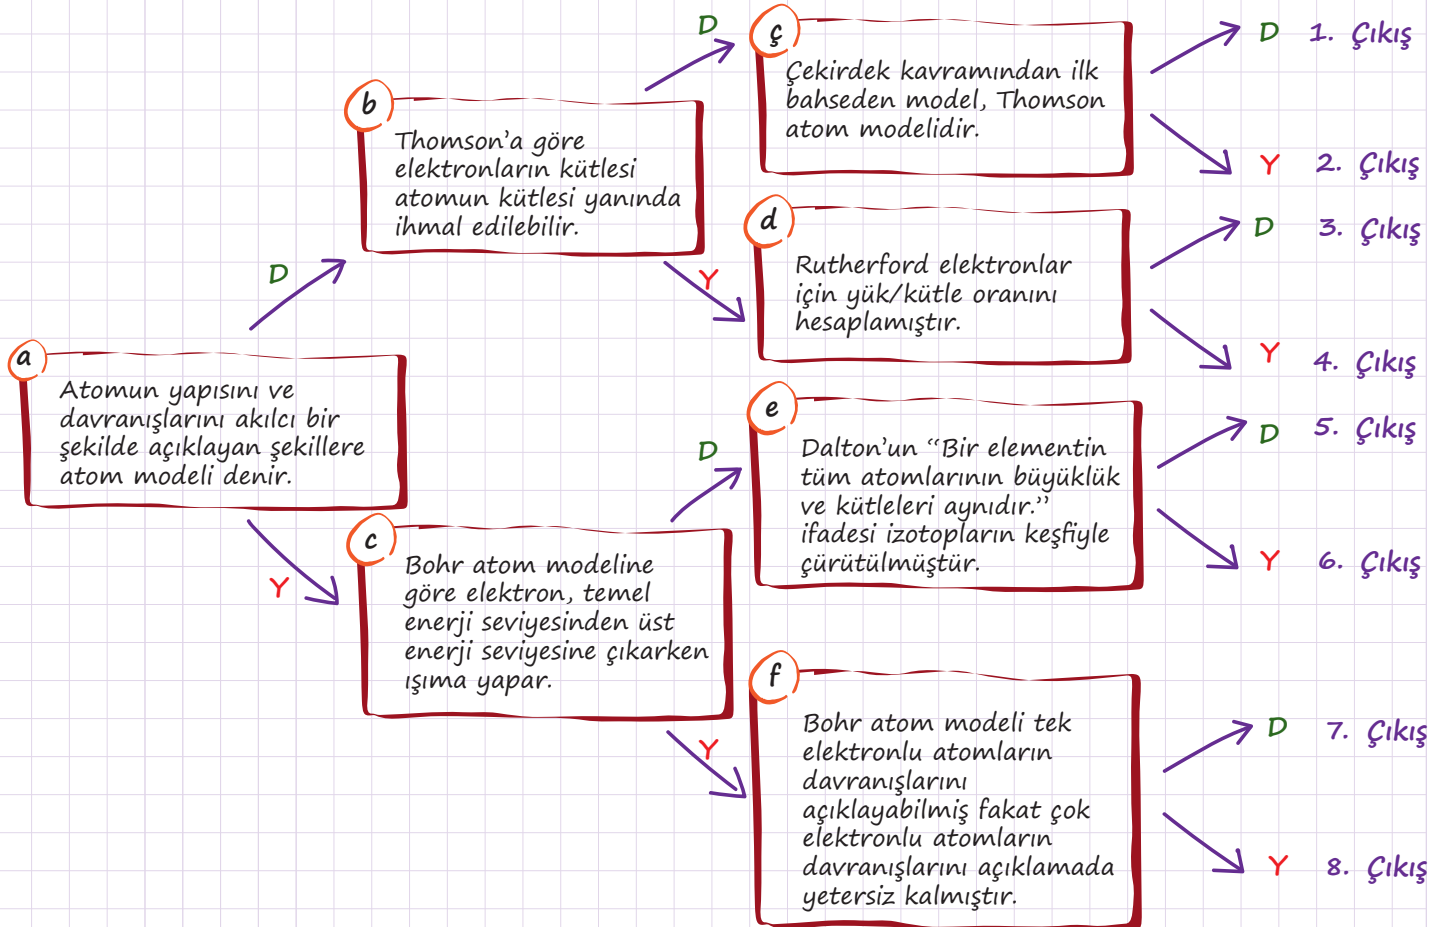 a
Atomun yapısını ve
davranışlarını akılcı bir
şekilde açıklayan şekillere
atom modeli denir.
D
Y
b
Thomson’a göre
elektronların kütlesi
atomun kütlesi yanında
ihmal edilebilir.
D
Y
c
Bohr atom modeline
göre elektron, temel
enerji seviyesinden üst
enerji seviyesine çıkarken
ışıma yapar.
D
Y
ç
Çekirdek kavramından ilk
bahseden model, Thomson
atom modelidir.
D 1. Çıkış
Y 2. Çıkış
d
Rutherford elektronlar
için yük/kütle oranını
hesaplamıştır.
D 3. Çıkış
Y 4. Çıkış
e
Dalton’un “Bir elementin
tüm atomlarının büyüklük
ve kütleleri aynıdır.”
ifadesi izotopların keşfiyle
çürütülmüştür.
D 5. Çıkış
Y 6. Çıkış
f
Bohr atom modeli tek
elektronlu atomların
davranışlarını
açıklayabilmiş fakat çok
elektronlu atomların
davranışlarını açıklamada
yetersiz kalmıştır.
D 7. Çıkış
Y 8. Çıkış